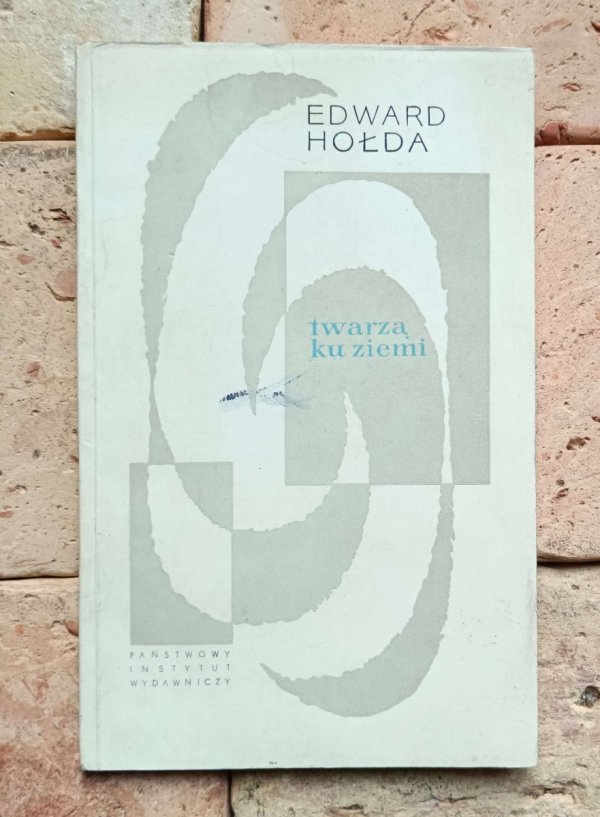 EDWARD
HOŁDA
twarzą
ku ziemi
PAŃSTWOWY
INSTYTUT
WYDAWNICZY